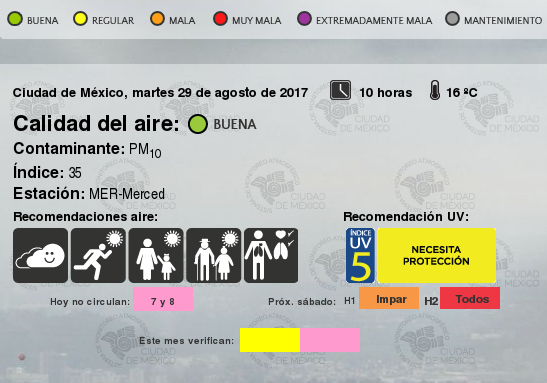 BUENA REGULAR MALA MUY MALA EXTREMADAMENTE MALA MANTENIMIENTO
Ciudad de México, martes 29 de agosto de 2017 10 horas 16 ºC
Calidad del aire: BUENA
Contaminante: PM10
Índice: 35
Estación: MER-Merced
Recomendaciones aire: Recomendación UV:
ÍNDICE
UV
5
NECESITA
PROTECCIÓN
Hoy no circulan: 7 y 8 Próx. sábado: H1 Impar H2 Todos
Este mes verifican:
CIUDAD
DE MÉXICO